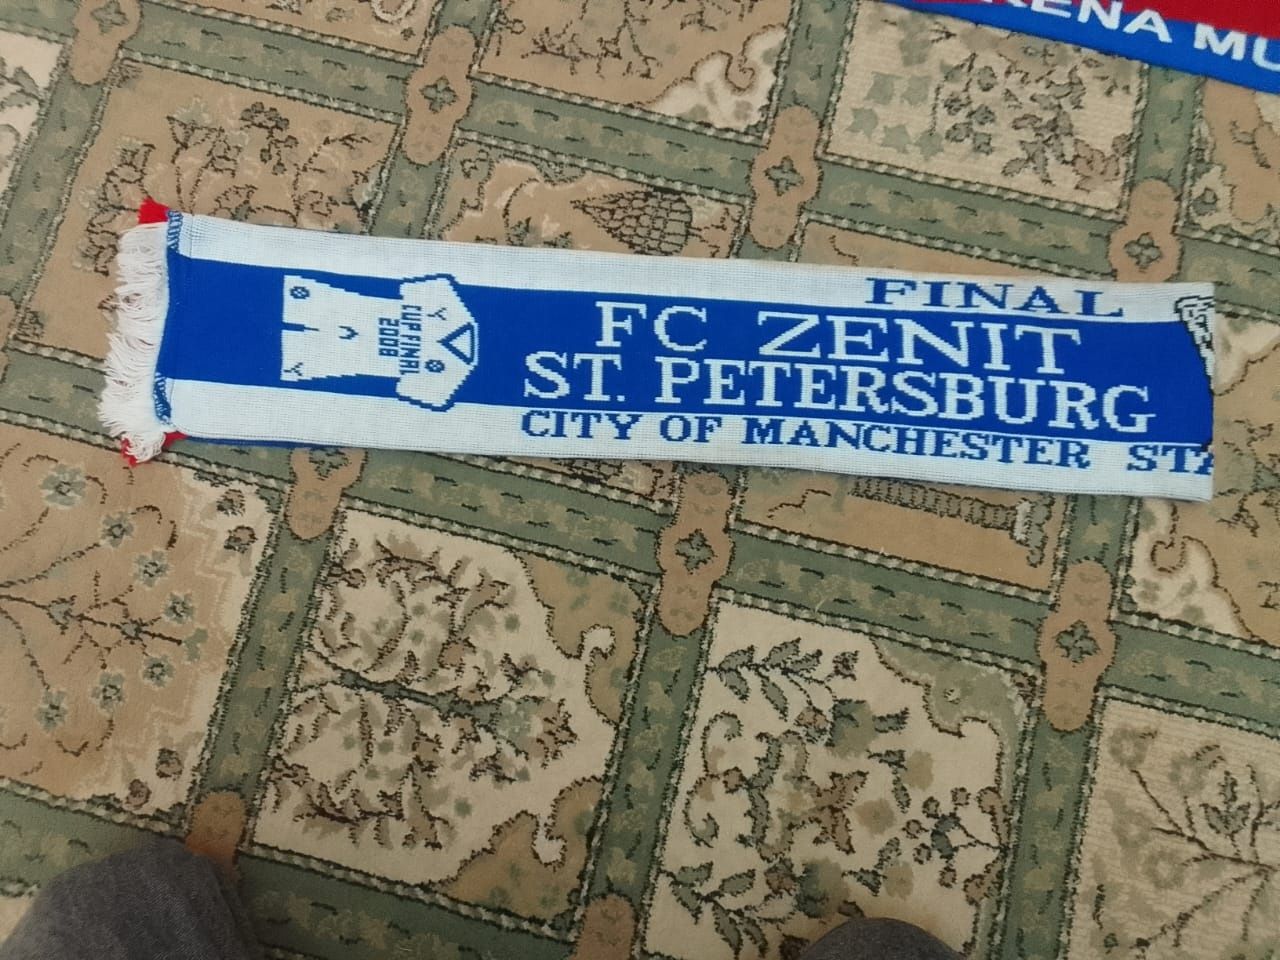 RENA MU
FINAL
FC ZENIT
ST. PETERSBURG
CITY OF MANCHESTER STA
CUP FINAL
2008